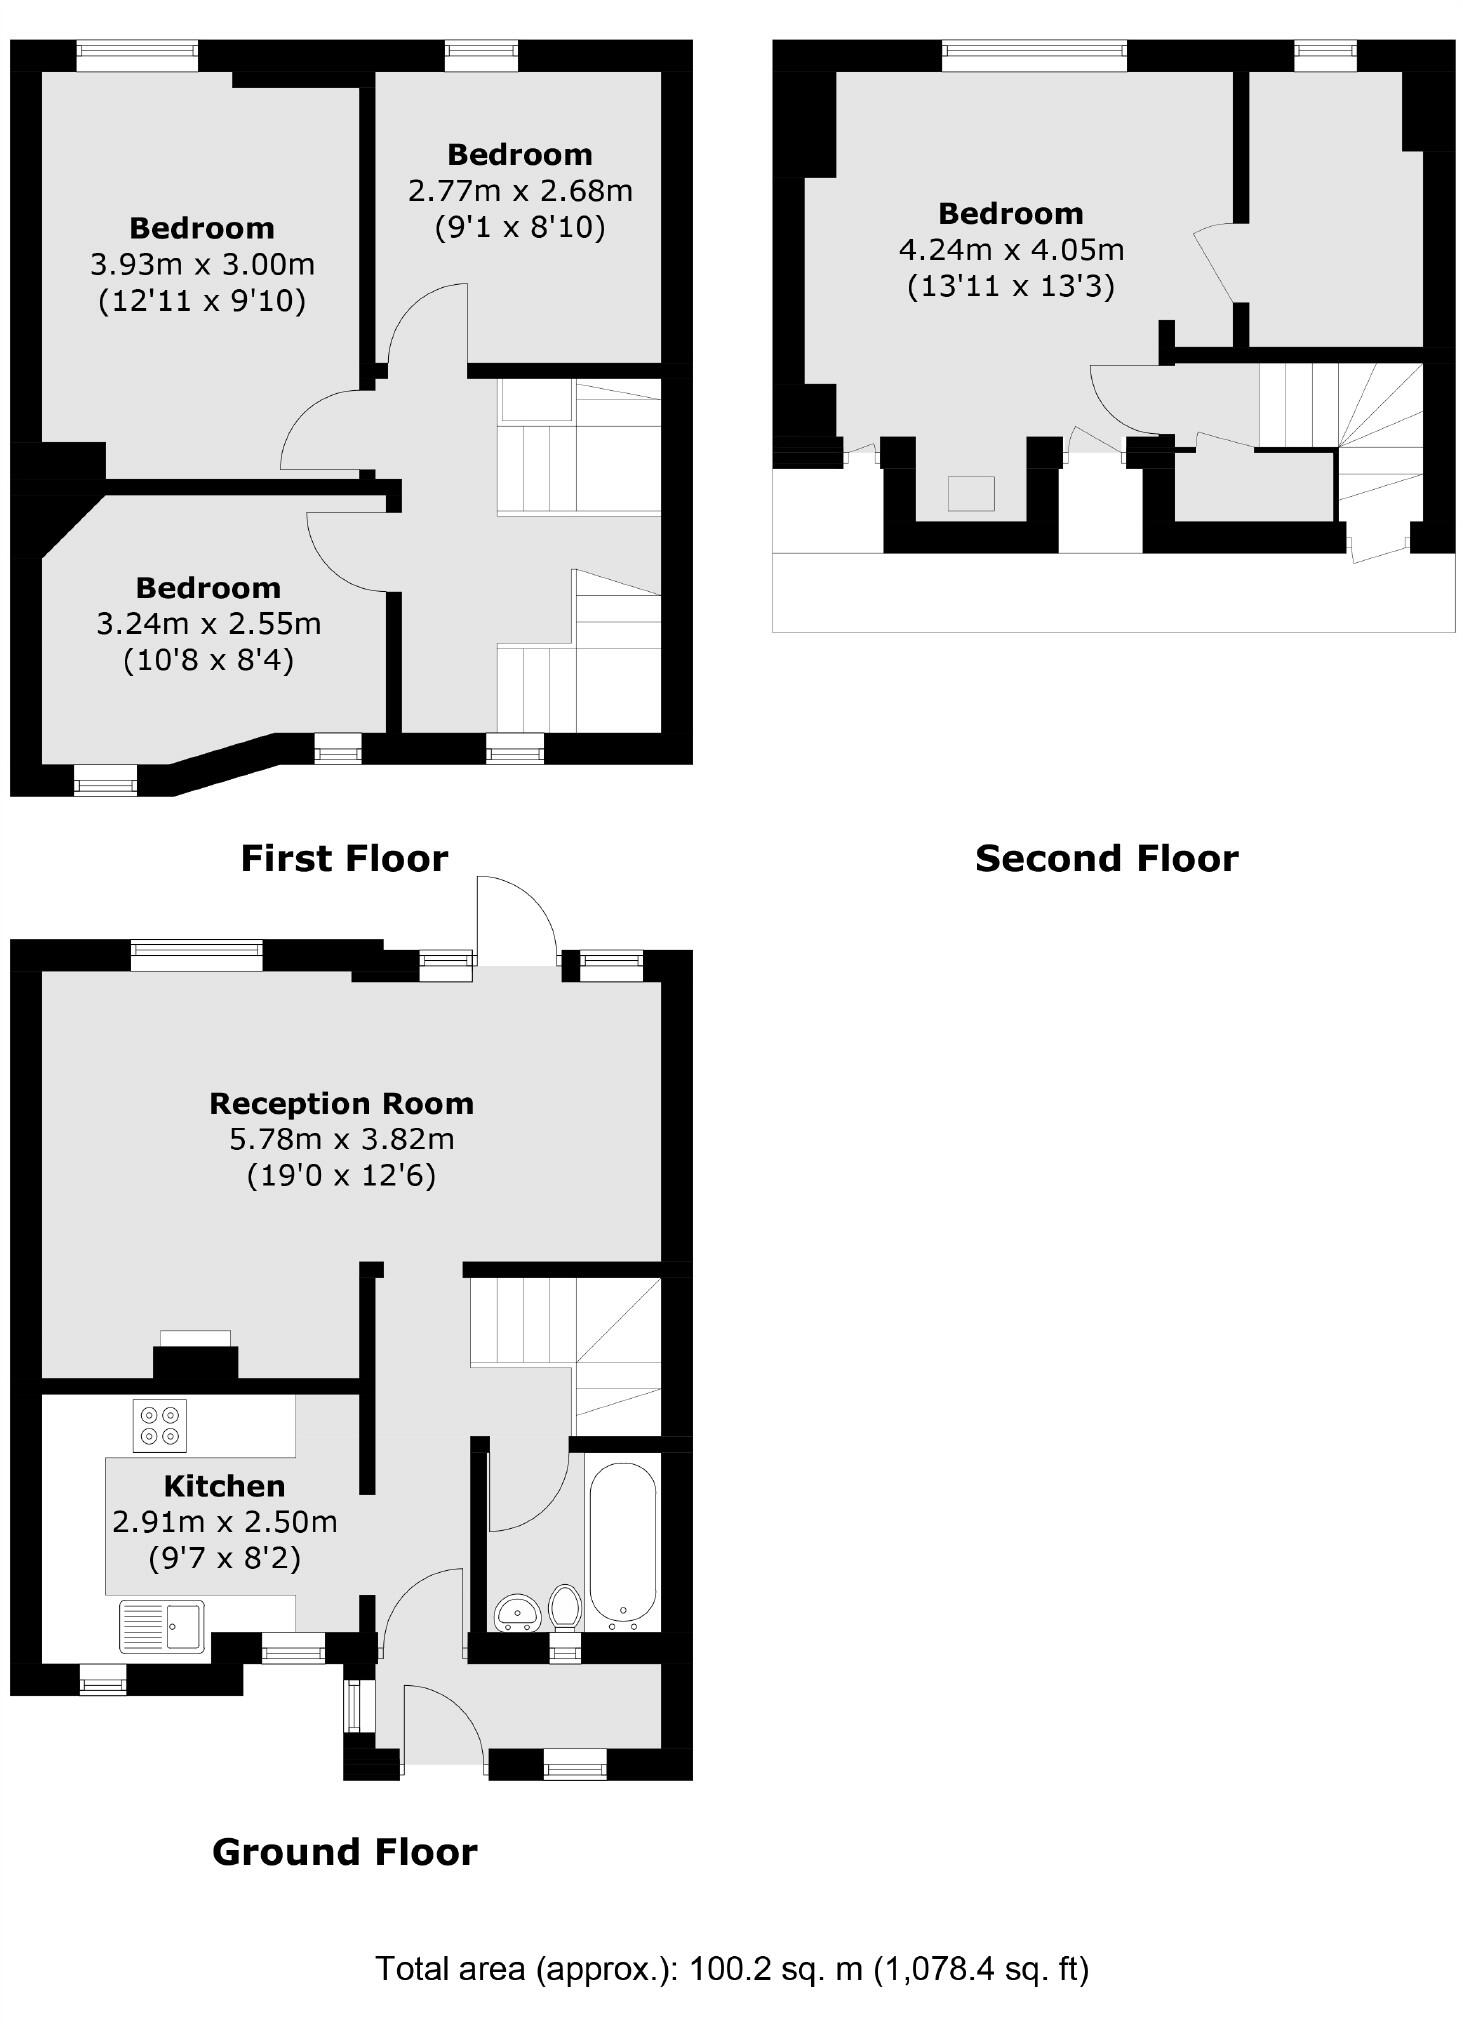 Bedroom
3.93m x 3.00m
(12'11 x 9'10)
Bedroom
2.77m x 2.68m
(9'1 x 8'10)
Bedroom
3.24m x 2.55m
(10'8 x 8'4)
First Floor
Bedroom
4.24m x 4.05m
(13'11 x 13'3)
Second Floor
Reception Room
5.78m x 3.82m
(19'0 x 12'6)
Kitchen
2.91m x 2.50m
(9'7 x 8'2)
Ground Floor
Total area (approx.): 100.2 sq. m (1,078.4 sq. ft)